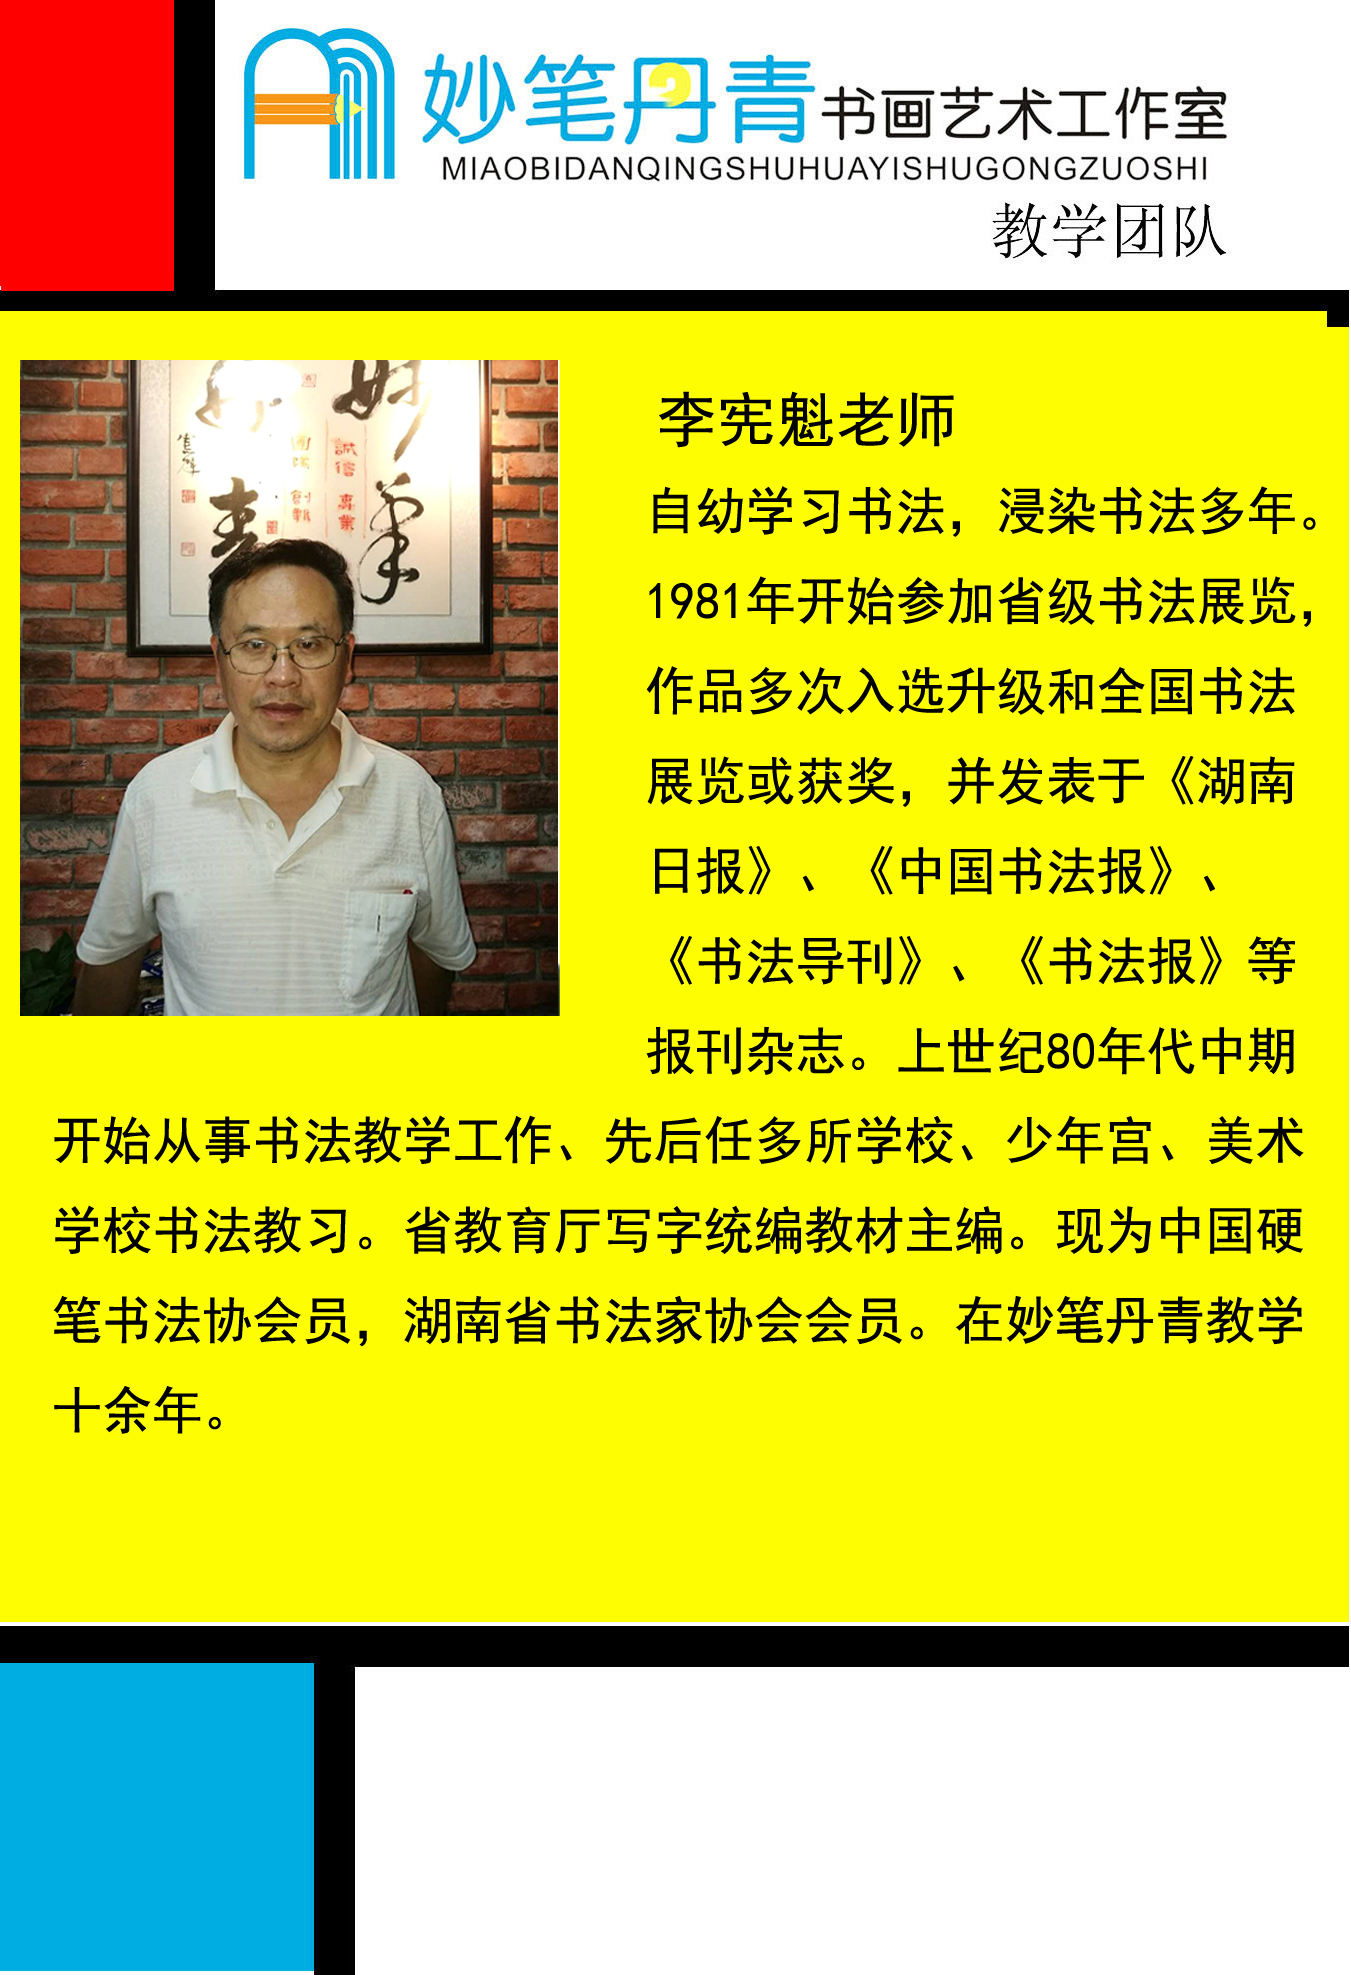 妙笔丹青书画艺术工作室
MIAOBIDANQINGSHUHUAYISHUGONGZUOSHI
教学团队
妙笔
誠信 專業
李宪魁老师
自幼学习书法，浸染书法多年。
1981年开始参加省级书法展览，
作品多次入选升级和全国书法
展览或获奖，并发表于《湖南
日报》、《中国书法报》、
《书法导刊》、《书法报》等
报刊杂志。上世纪80年代中期
开始从事书法教学工作、先后任多所学校、少年宫、美术
学校书法教习。省教育厅写字统编教材主编。现为中国硬
笔书法协会员，湖南省书法家协会会员。在妙笔丹青教学
十余年。